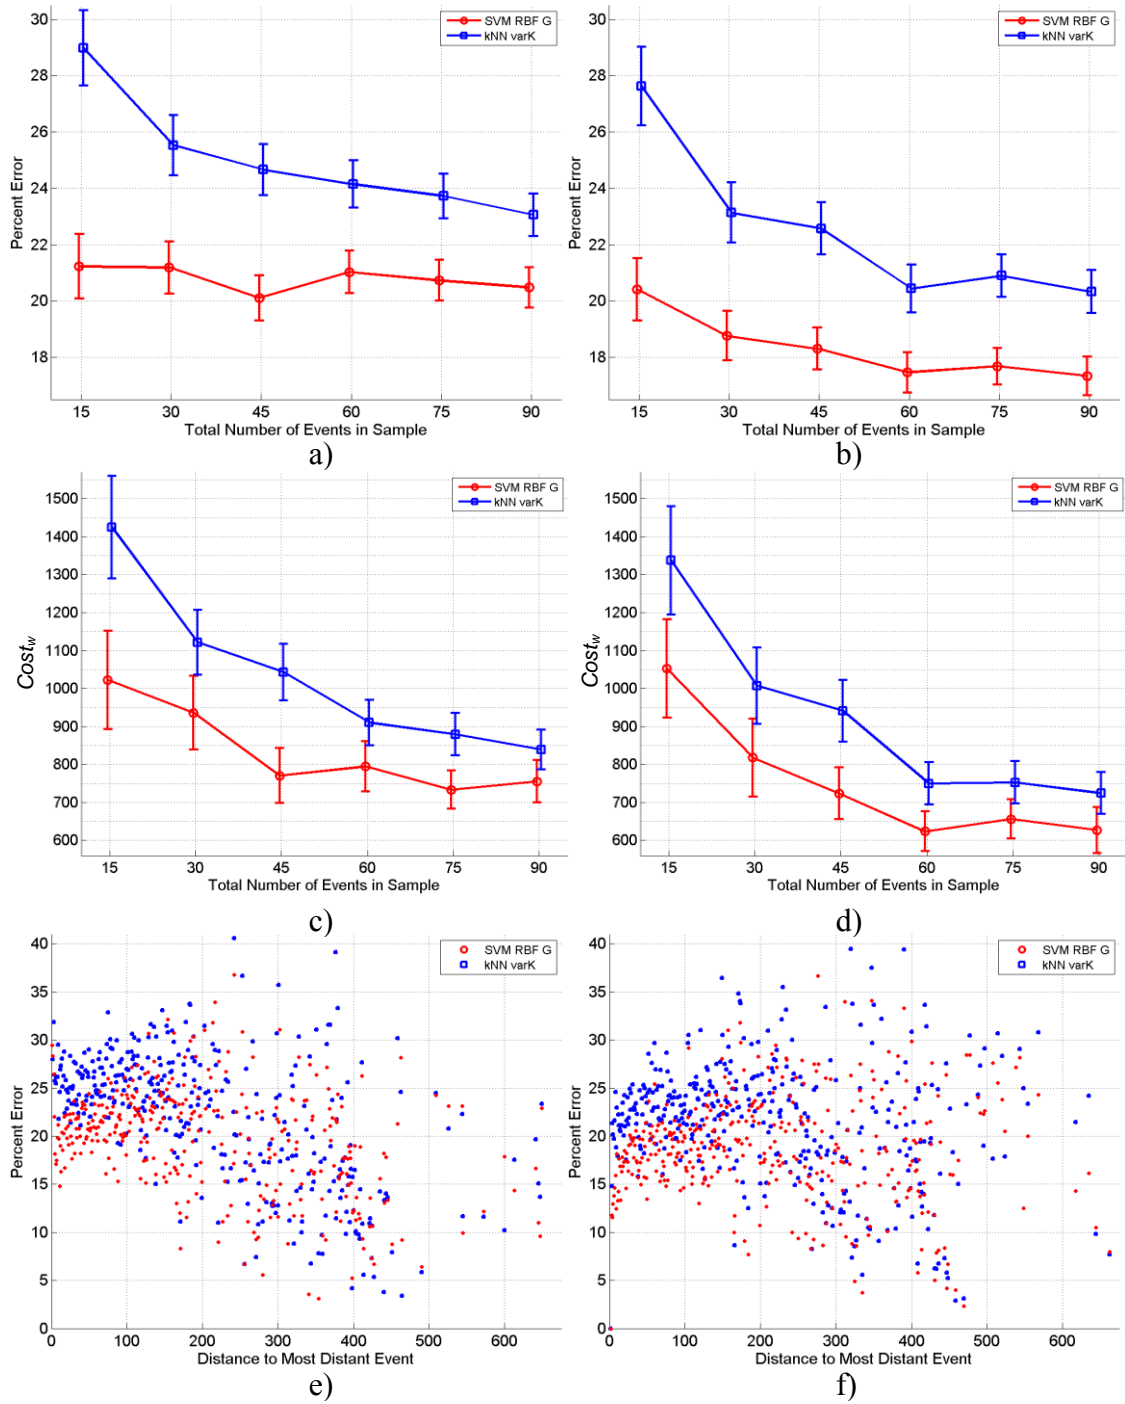 SVM RBF G
kNN varK
30
28
26
24
22
20
18
Percent Error
15 30 45 60 75 90
Total Number of Events in Sample
a)
SVM RBF G
kNN varK
30
28
26
24
22
20
18
Percent Error
15 30 45 60 75 90
Total Number of Events in Sample
b)
SVM RBF G
kNN varK
1500
1400
1300
1200
1100
1000
900
800
700
600
Cost_w
15 30 45 60 75 90
Total Number of Events in Sample
c)
SVM RBF G
kNN varK
1500
1400
1300
1200
1100
1000
900
800
700
600
Cost_w
15 30 45 60 75 90
Total Number of Events in Sample
d)
SVM RBF G
kNN varK
40
35
30
25
20
15
10
5
0
Percent Error
0 100 200 300 400 500 600
Distance to Most Distant Event
e)
SVM RBF G
kNN varK
40
35
30
25
20
15
10
5
0
Percent Error
0 100 200 300 400 500 600
Distance to Most Distant Event
f)